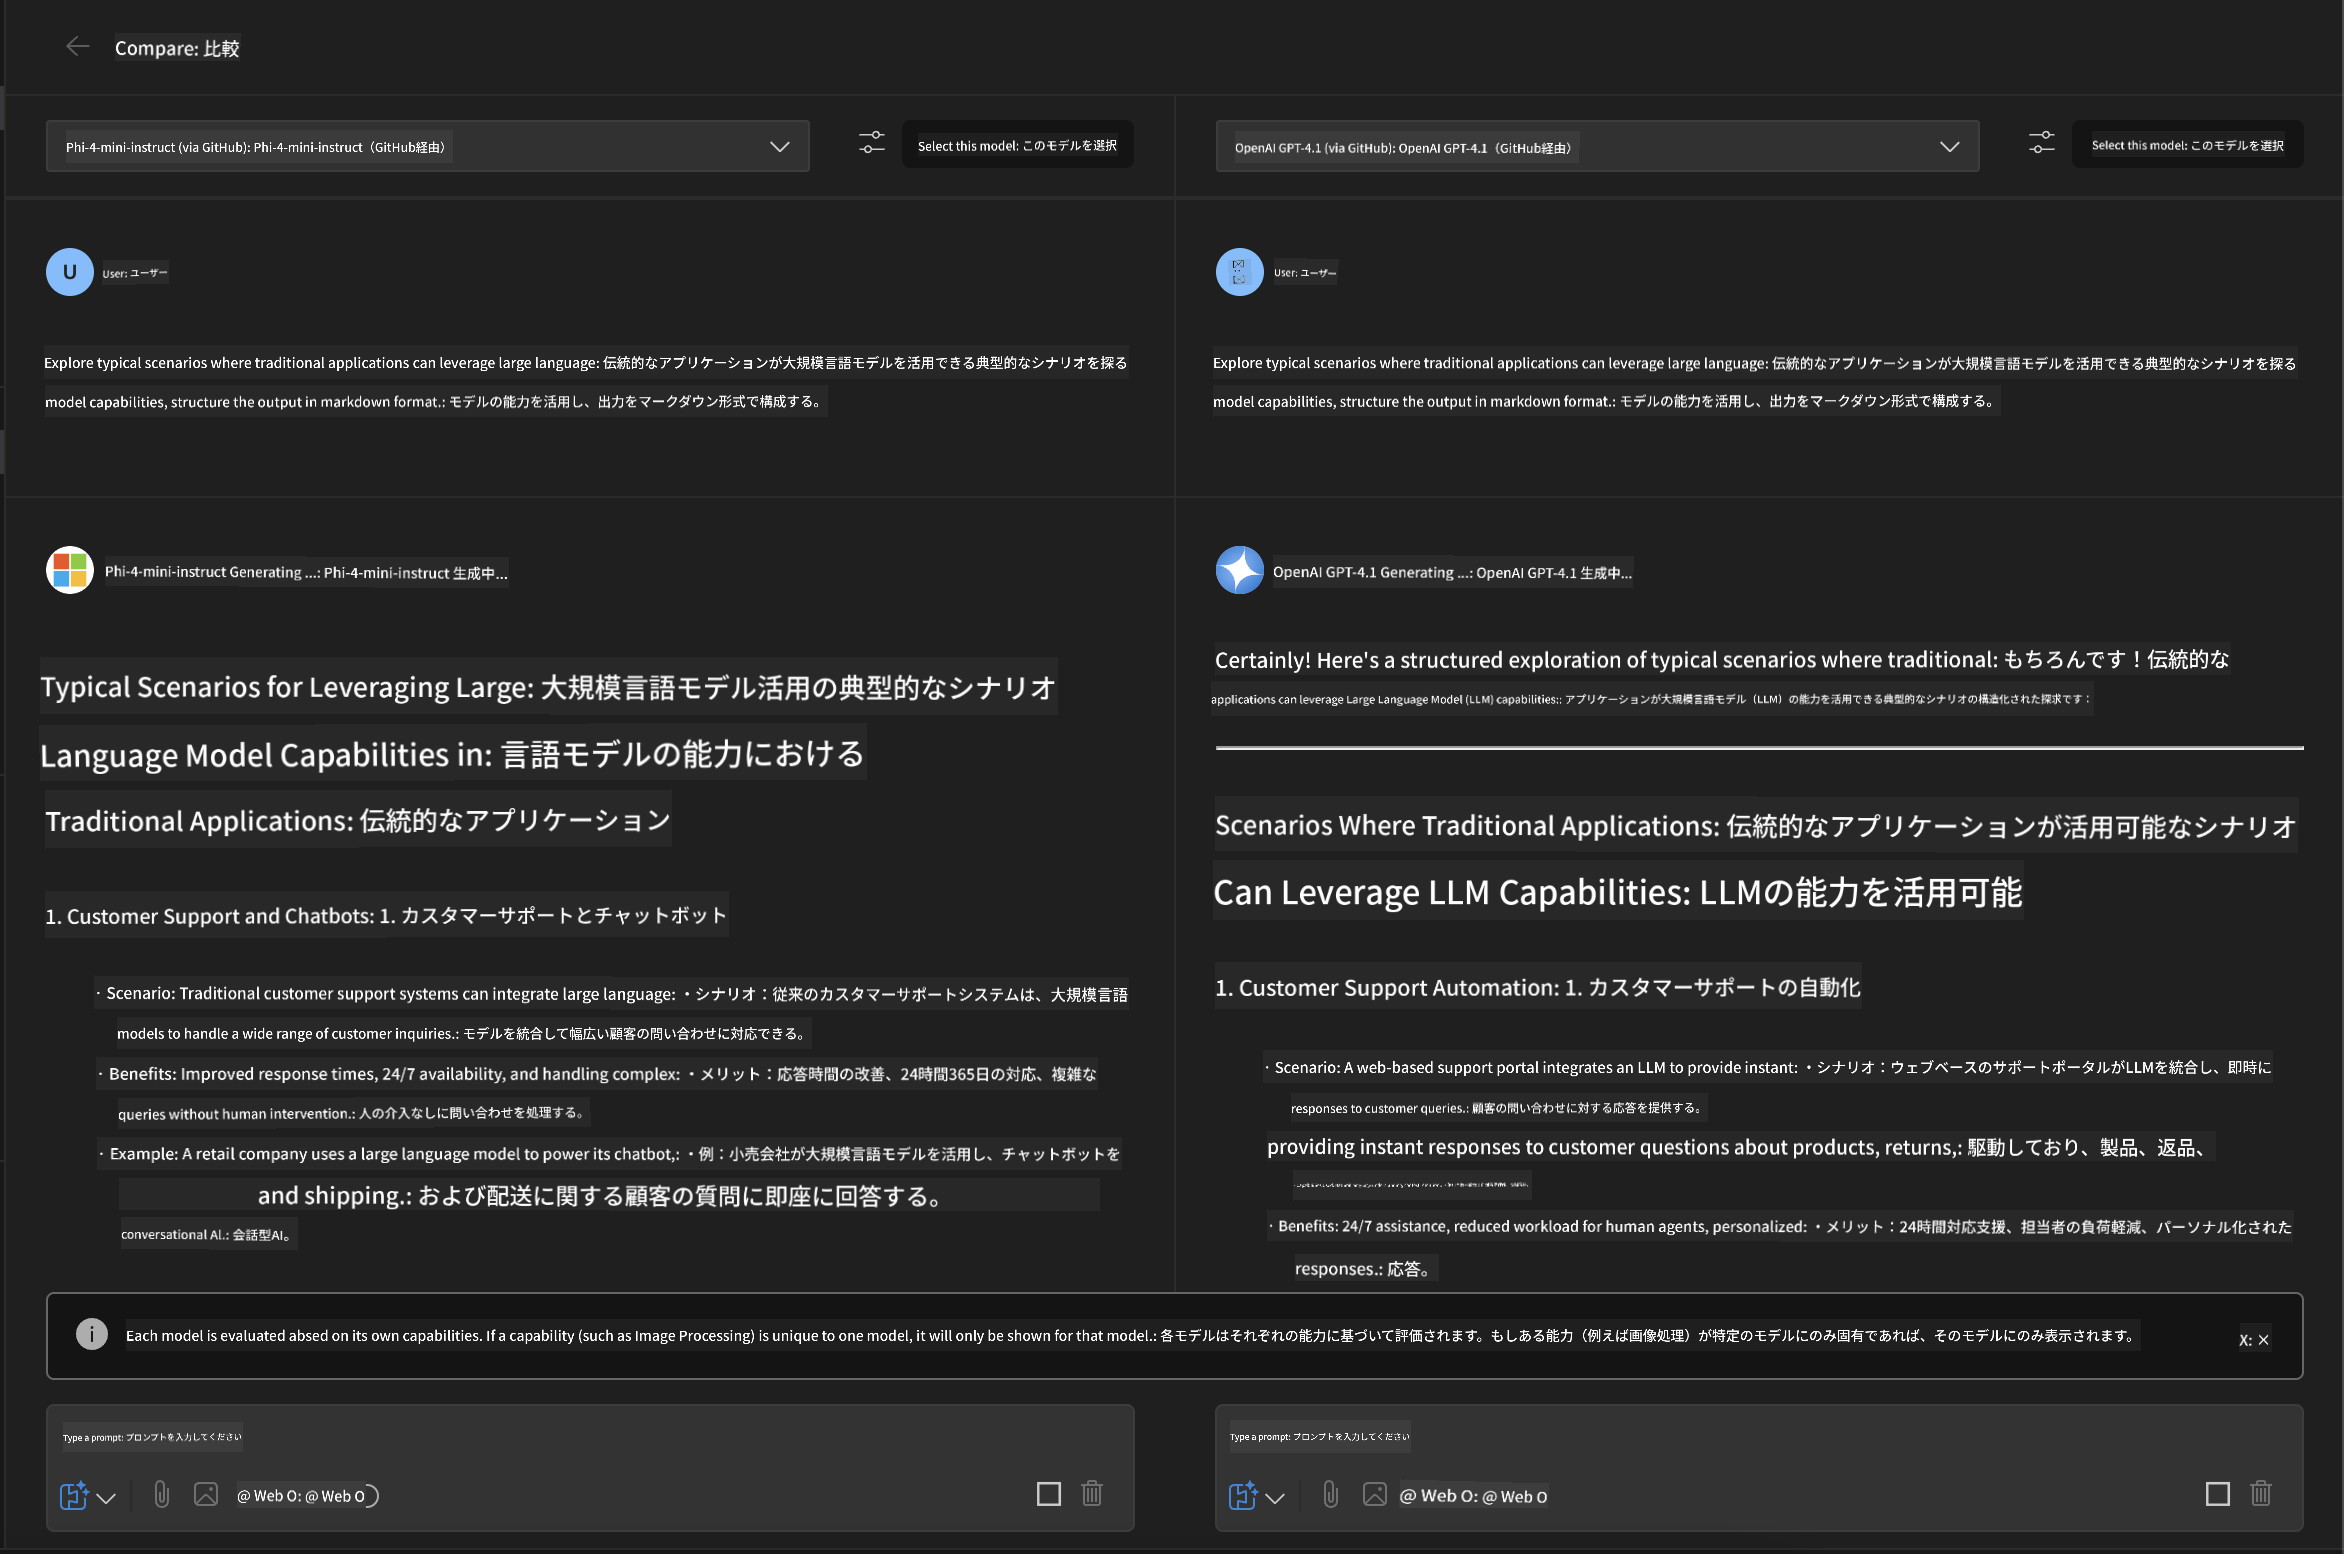 Compare: 比較
Phi-4-mini-instruct (via GitHub): Phi-4-mini-instruct（GitHub経由）
Select this model: このモデルを選択
U
User: ユーザー
Explore typical scenarios where traditional applications can leverage large language: 伝統的なアプリケーションが大規模言語モデルを活用できる典型的なシナリオを探る
model capabilities, structure the output in markdown format.: モデルの能力を活用し、出力をマークダウン形式で構成する。
Phi-4-mini-instruct Generating ...: Phi-4-mini-instruct 生成中...
Typical Scenarios for Leveraging Large: 大規模言語モデル活用の典型的なシナリオ
Language Model Capabilities in: 言語モデルの能力における
Traditional Applications: 伝統的なアプリケーション
1. Customer Support and Chatbots: 1. カスタマーサポートとチャットボット
· Scenario: Traditional customer support systems can integrate large language: ・シナリオ：従来のカスタマーサポートシステムは、大規模言語
models to handle a wide range of customer inquiries.: モデルを統合して幅広い顧客の問い合わせに対応できる。
· Benefits: Improved response times, 24/7 availability, and handling complex: ・メリット：応答時間の改善、24時間365日の対応、複雑な
queries without human intervention.: 人の介入なしに問い合わせを処理する。
· Example: A retail company uses a large language model to power its chatbot,: ・例：小売会社が大規模言語モデルを活用し、チャットボットを
and shipping.: および配送に関する顧客の質問に即座に回答する。
conversational Al.: 会話型AI。
OpenAI GPT-4.1 (via GitHub): OpenAI GPT-4.1（GitHub経由）
Select this model: このモデルを選択
User: ユーザー
Explore typical scenarios where traditional applications can leverage large language: 伝統的なアプリケーションが大規模言語モデルを活用できる典型的なシナリオを探る
model capabilities, structure the output in markdown format.: モデルの能力を活用し、出力をマークダウン形式で構成する。
OpenAI GPT-4.1 Generating ...: OpenAI GPT-4.1 生成中...
Certainly! Here's a structured exploration of typical scenarios where traditional: もちろんです！伝統的な
applications can leverage Large Language Model (LLM) capabilities:: アプリケーションが大規模言語モデル（LLM）の能力を活用できる典型的なシナリオの構造化された探求です：
Scenarios Where Traditional Applications: 伝統的なアプリケーションが活用可能なシナリオ
Can Leverage LLM Capabilities: LLMの能力を活用可能
1. Customer Support Automation: 1. カスタマーサポートの自動化
· Scenario: A web-based support portal integrates an LLM to provide instant: ・シナリオ：ウェブベースのサポートポータルがLLMを統合し、即時に
responses to customer queries.: 顧客の問い合わせに対する応答を提供する。
providing instant responses to customer questions about products, returns,: 駆動しており、製品、返品、
· Benefits: 24/7 assistance, reduced workload for human agents, personalized: ・メリット：24時間対応支援、担当者の負荷軽減、パーソナル化された
responses.: 応答。
Each model is evaluated absed on its own capabilities. If a capability (such as Image Processing) is unique to one model, it will only be shown for that model.: 各モデルはそれぞれの能力に基づいて評価されます。もしある能力（例えば画像処理）が特定のモデルにのみ固有であれば、そのモデルにのみ表示されます。
X: ×
Type a prompt: プロンプトを入力してください
@ Web O: @ Web O
Type a prompt: プロンプトを入力してください
@ Web O: @ Web O